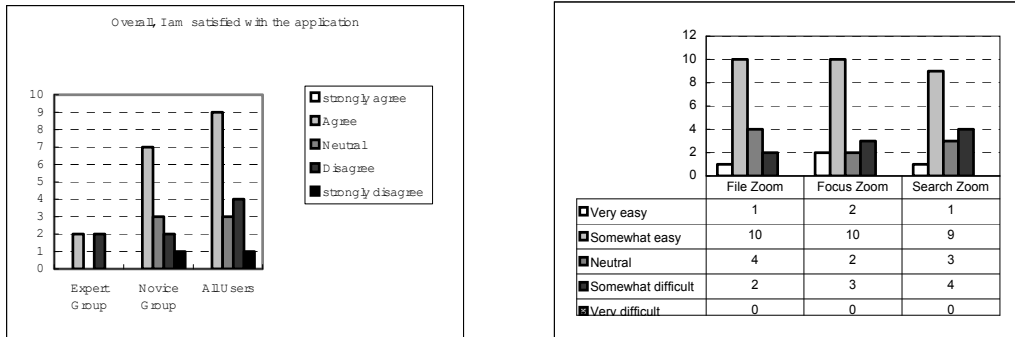 Overall, I am satisfied with the application
10
9
8
7
6
5
4
3
2
1
0
Expert Group
Novice Group
All Users
strongly agree
Agree
Neutral
Disagree
strongly disagree
12
10
8
6
4
2
0
File Zoom Focus Zoom Search Zoom
Very easy 1 2 1
Somewhat easy 10 10 9
Neutral 4 2 3
Somewhat difficult 2 3 4
Very difficult 0 0 0